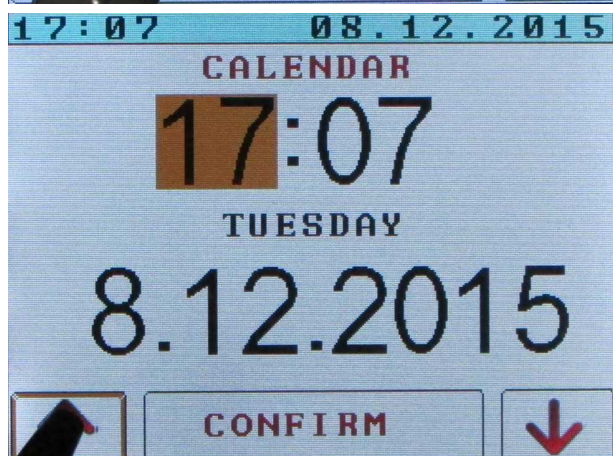 17:07 08.12.2015
CALENDAR
17:07
TUESDAY
8.12.2015
CONFIRM